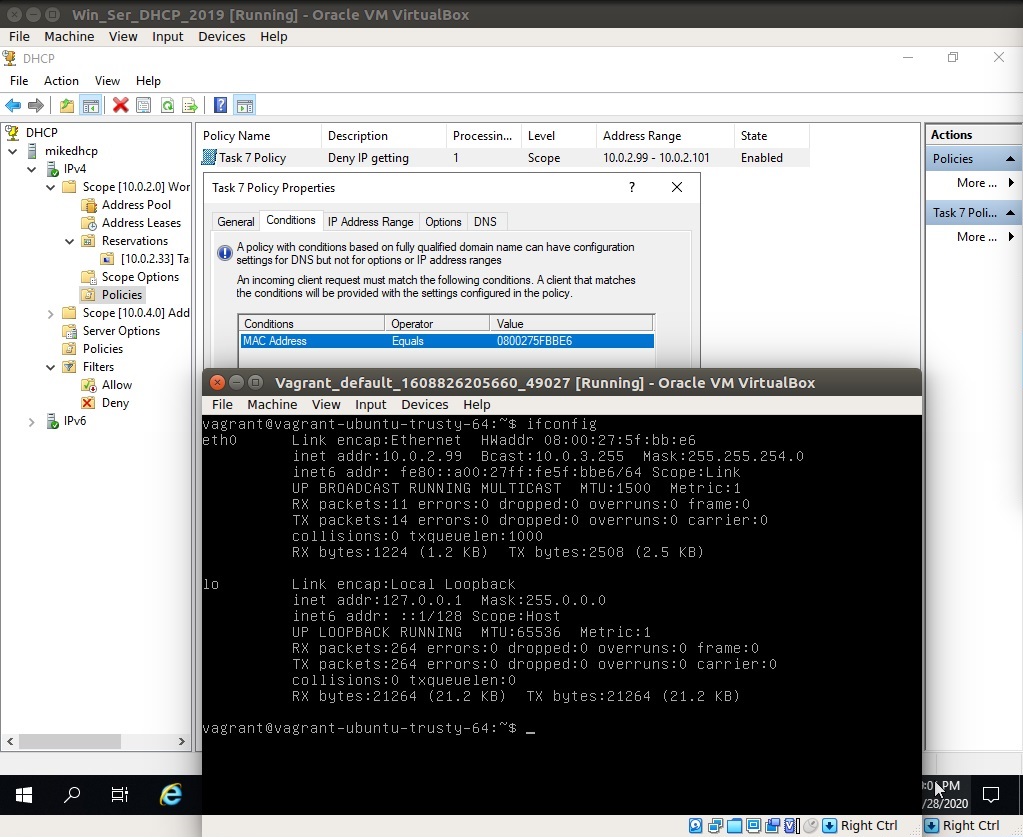 Win_Ser_DHCP_2019 [Running] - Oracle VM VirtualBox
File Machine View Input Devices Help
DHCP
File Action View Help
DHCP
mikedhcp
IPv4
Scope [10.0.2.0] Wor
Address Pool
Address Leases
Reservations
[10.0.2.33] Ta
Scope Options
Policies
Scope [10.0.4.0] Add
Server Options
Policies
Filters
Allow
Deny
IPv6
Policy Name Description Processin... Level Address Range State
Task 7 Policy Deny IP getting 1 Scope 10.0.2.99 - 10.0.2.101 Enabled
Actions
Policies
More ...
Task 7 Poli...
More ...
Task 7 Policy Properties
General Conditions IP Address Range Options DNS
A policy with conditions based on fully qualified domain name can have configuration
settings for DNS but not for options or IP address ranges
An incoming client request must match the following conditions. A client that matches
the conditions will be provided with the settings configured in the policy.
Conditions Operator Value
MAC Address Equals 0800275FBBE6
Vagrant_default_1608826205660_49027 [Running] - Oracle VM VirtualBox
File Machine View Input Devices Help
vagrant@vagrant-ubuntu-trusty-64:~$ ifconfig
eth0 Link encap:Ethernet HWaddr 08:00:27:5f:bb:e6
inet addr:10.0.2.99 Bcast:10.0.3.255 Mask:255.255.254.0
inet6 addr: fe80::a00:27ff:fe5f:bbe6/64 Scope:Link
UP BROADCAST RUNNING MULTICAST MTU:1500 Metric:1
RX packets:11 errors:0 dropped:0 overruns:0 frame:0
TX packets:14 errors:0 dropped:0 overruns:0 carrier:0
collisions:0 txqueuelen:1000
RX bytes:1224 (1.2 KB) TX bytes:2508 (2.5 KB)
lo Link encap:Local Loopback
inet addr:127.0.0.1 Mask:255.0.0.0
inet6 addr: ::1/128 Scope:Host
UP LOOPBACK RUNNING MTU:65536 Metric:1
RX packets:264 errors:0 dropped:0 overruns:0 frame:0
TX packets:264 errors:0 dropped:0 overruns:0 carrier:0
collisions:0 txqueuelen:0
RX bytes:21264 (21.2 KB) TX bytes:21264 (21.2 KB)
vagrant@vagrant-ubuntu-trusty-64:~$ _
PM
/28/2020
Right Ctrl
Right Ctrl